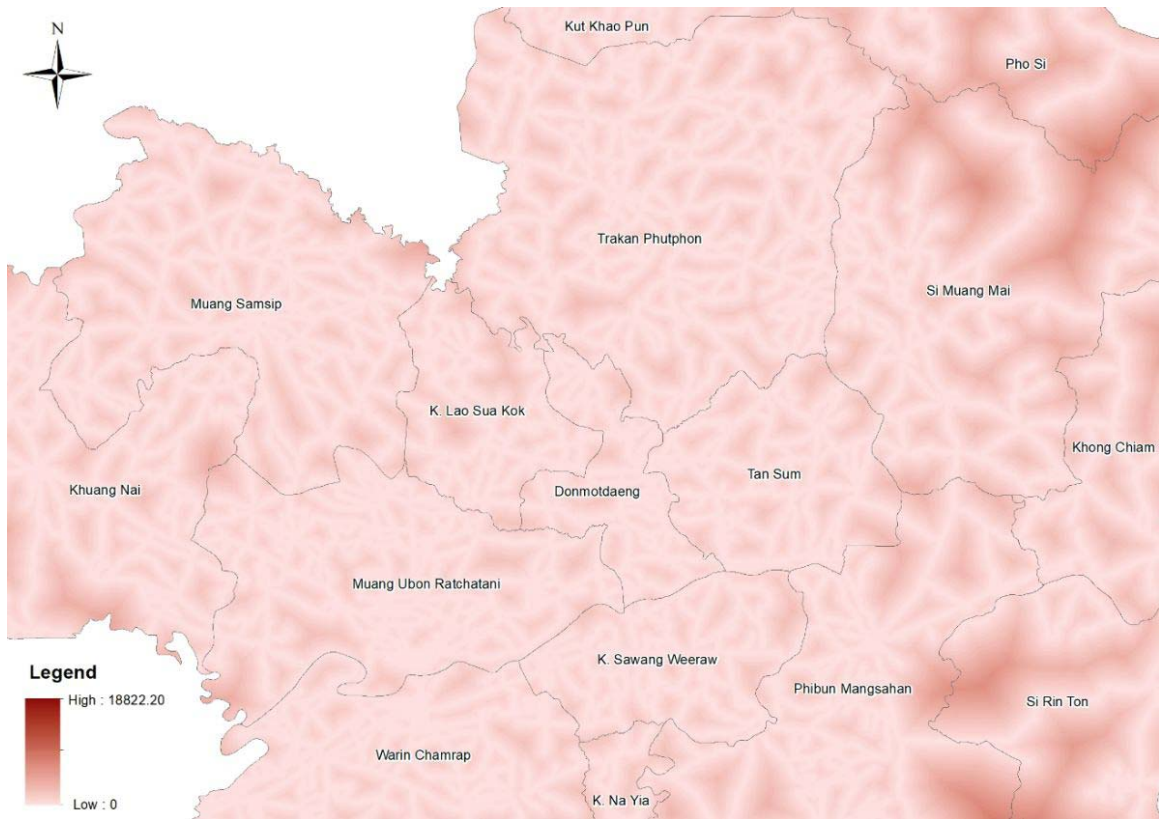 N
Kut Khao Pun
Pho Si
Trakan Phutphon
Si Muang Mai
Muang Samsip
K. Lao Sua Kok
Khong Chiam
Tan Sum
Khuang Nai
Donmotdaeng
Muang Ubon Ratchatani
K. Sawang Weeraw
Phibun Mangsahan
Si Rin Ton
Warin Chamrap
K. Na Yia
Legend
High : 18822.20
Low : 0